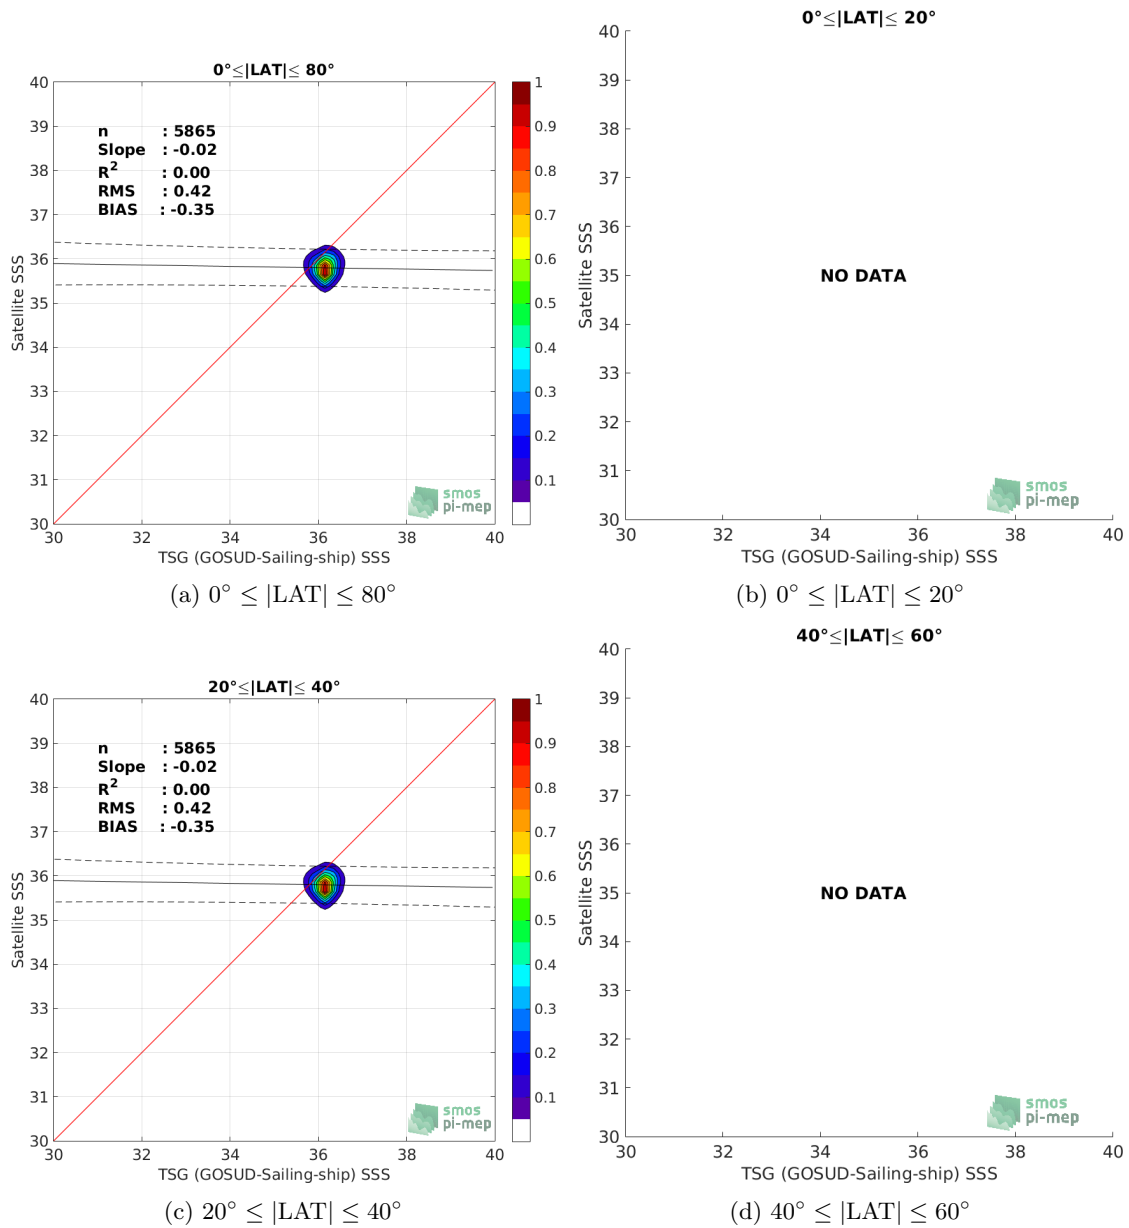 0°≤|LAT|≤ 80°
40
39
38
37
36
35
34
33
32
31
30
n : 5865
Slope : -0.02
R² : 0.00
RMS : 0.42
BIAS : -0.35
Satellite SSS
30 32 34 36 38 40
TSG (GOSUD-Sailing-ship) SSS
1
0.9
0.8
0.7
0.6
0.5
0.4
0.3
0.2
0.1
smos
pi-mep
(a) 0° ≤ |LAT| ≤ 80°
0°≤|LAT|≤ 20°
40
39
38
37
36
35
34
33
32
31
30
Satellite SSS
NO DATA
smos
pi-mep
30 32 34 36 38 40
TSG (GOSUD-Sailing-ship) SSS
(b) 0° ≤ |LAT| ≤ 20°
20°≤|LAT|≤ 40°
40
39
38
37
36
35
34
33
32
31
30
n : 5865
Slope : -0.02
R² : 0.00
RMS : 0.42
BIAS : -0.35
Satellite SSS
30 32 34 36 38 40
TSG (GOSUD-Sailing-ship) SSS
1
0.9
0.8
0.7
0.6
0.5
0.4
0.3
0.2
0.1
smos
pi-mep
(c) 20° ≤ |LAT| ≤ 40°
40°≤|LAT|≤ 60°
40
39
38
37
36
35
34
33
32
31
30
Satellite SSS
NO DATA
smos
pi-mep
30 32 34 36 38 40
TSG (GOSUD-Sailing-ship) SSS
(d) 40° ≤ |LAT| ≤ 60°